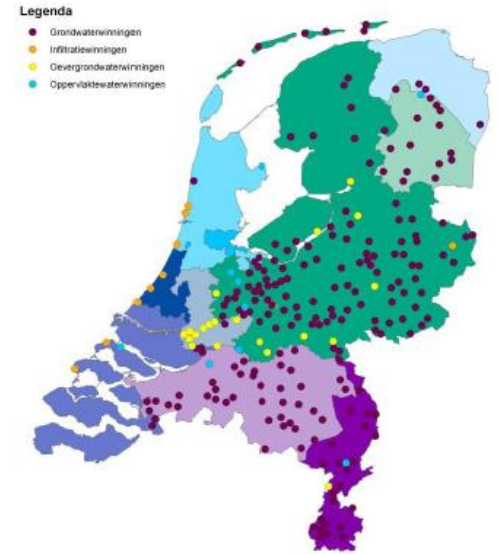 Legenda
Grondwaterwinningen
Infiltratiewinningen
Oevergrondwaterwinningen
Oppervlaktewaterwinningen